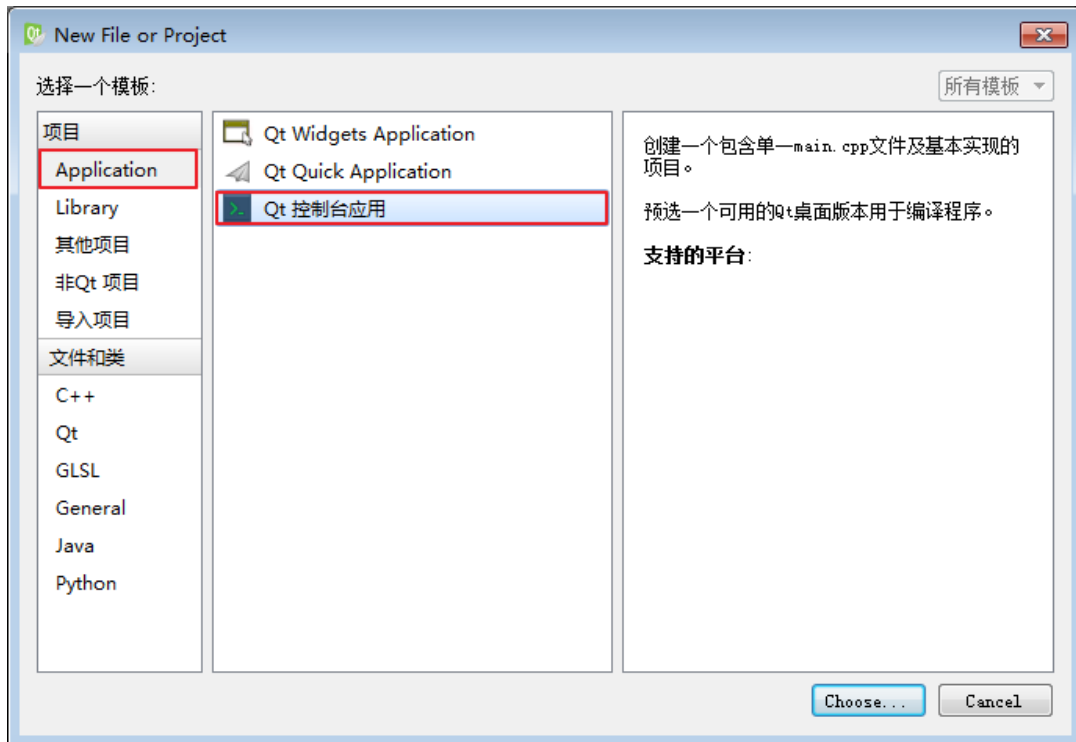 New File or Project
选择一个模板:
所有模板
项目
Application
Library
其他项目
非Qt 项目
导入项目
文件和类
C++
Qt
GLSL
General
Java
Python
Qt Widgets Application
Qt Quick Application
Qt 控制台应用
创建一个包含单一main.cpp文件及基本实现的
项目。
预选一个可用的Qt桌面版本用于编译程序。
支持的平台:
Choose...
Cancel